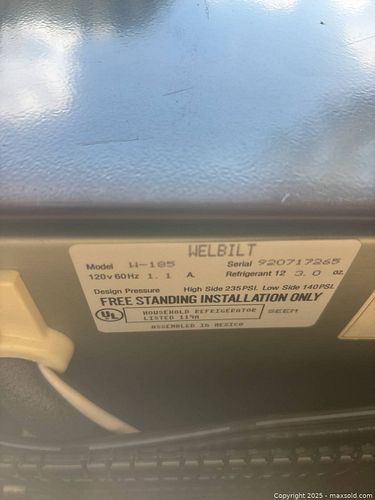 WELBILT
Model W-185 Serial 920717265
120v 60Hz 1.1 A. Refrigerant 12 3.0 oz.
Design Pressure High Side 235 PSI. Low Side 140 PSI.
FREE STANDING INSTALLATION ONLY
UL HOUSEHOLD REFRIGERATOR SEEM
LISTED 119A
ASSEMBLED IN MEXICO
Copyright 2025 - maxsold.com